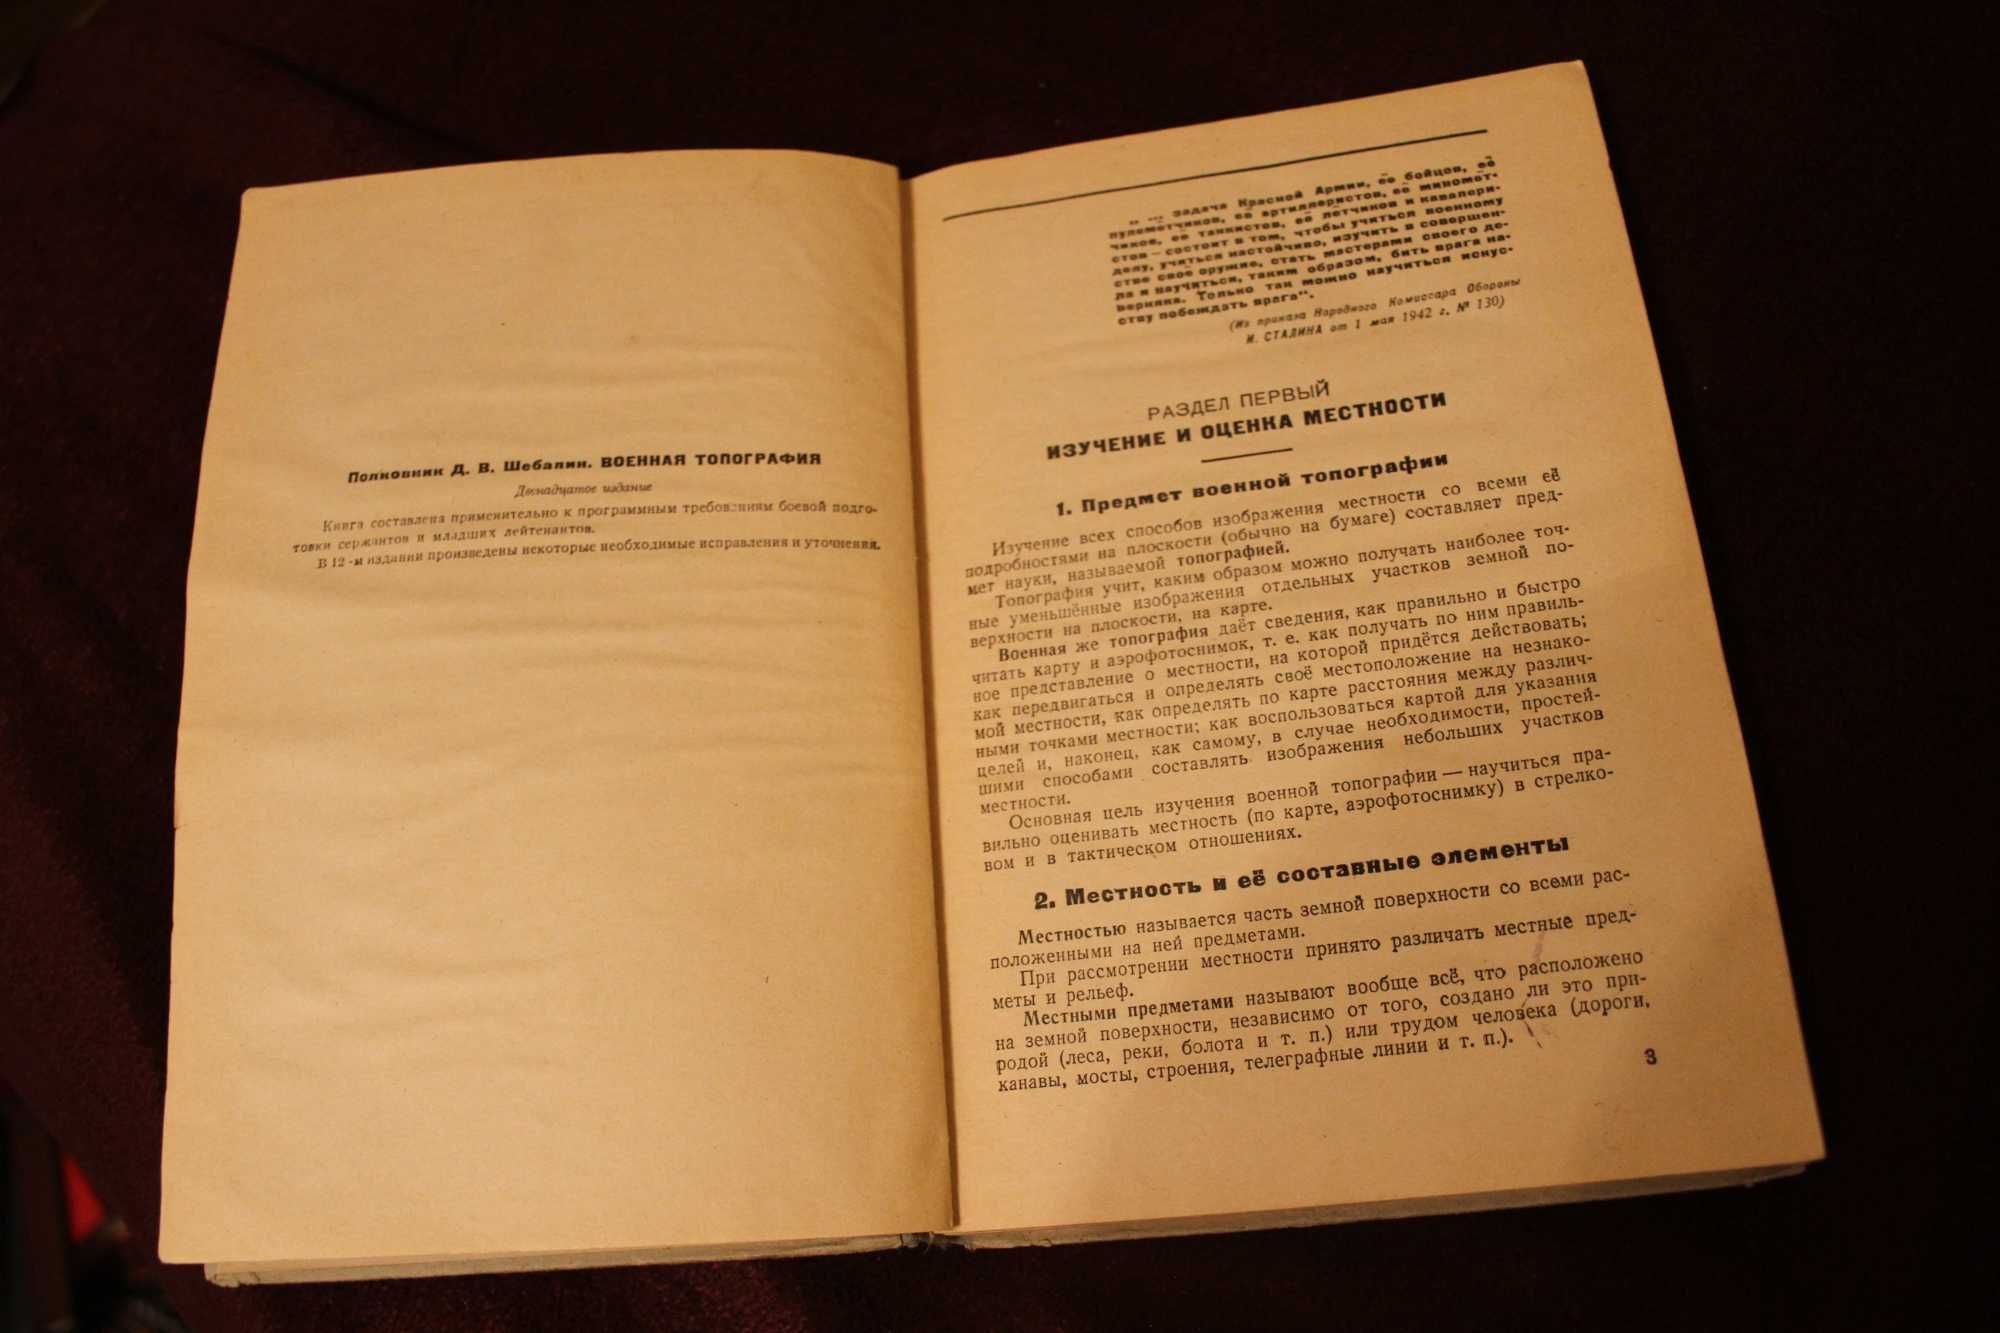 Полковник Д. В. Шебалин. ВОЕННАЯ ТОПОГРАФИЯ
Двенадцатое издание
Книга составлена применительно к программным требованиям боевой подго-
товки сержантов и младших лейтенантов.
В 12-м издании произведены некоторые необходимые исправления и уточнения.
„ ... задача Красной Армии, её бойцов, её
пулемётчиков, её артиллеристов, её миномёт-
чиков, её танкистов, её лётчиков и кавалери-
стов — состоит в том, чтобы учиться военному
делу, учиться настойчиво, изучить в совершен-
стве своё оружие, стать мастерами своего де-
ла и научиться, таким образом, бить врага на-
верняка. Только так можно научиться искус-
ству побеждать врага“.
(Из приказа Народного Комиссара Обороны
И. СТАЛИНА от 1 мая 1942 г. № 130)
РАЗДЕЛ ПЕРВЫЙ
ИЗУЧЕНИЕ И ОЦЕНКА МЕСТНОСТИ
1. Предмет военной топографии
Изучение всех способов изображения местности со всеми её
подробностями на плоскости (обычно на бумаге) составляет пред-
мет науки, называемой топографией.
Топография учит, каким образом можно получать наиболее точ-
ные уменьшённые изображения отдельных участков земной по-
верхности на плоскости, на карте.
Военная же топография даёт сведения, как правильно и быстро
читать карту и аэрофотоснимок, т. е. как получать по ним правиль-
ное представление о местности, на которой придётся действовать;
как передвигаться и определять своё местоположение на незнако-
мой местности, как определять по карте расстояния между различ-
ными точками местности; как воспользоваться картой для указания
целей и, наконец, как самому, в случае необходимости, простей-
шими способами составлять изображения небольших участков
местности.
Основная цель изучения военной топографии — научиться пра-
вильно оценивать местность (по карте, аэрофотоснимку) в стрелко-
вом и в тактическом отношениях.
2. Местность и её составные элементы
Местностью называется часть земной поверхности со всеми рас-
положенными на ней предметами.
При рассмотрении местности принято различать местные пред-
меты и рельеф.
Местными предметами называют вообще всё, что расположено
на земной поверхности, независимо от того, создано ли это при-
родой (леса, реки, болота и т. п.) или трудом человека (дороги,
канавы, мосты, строения, телеграфные линии и т. п.).
3